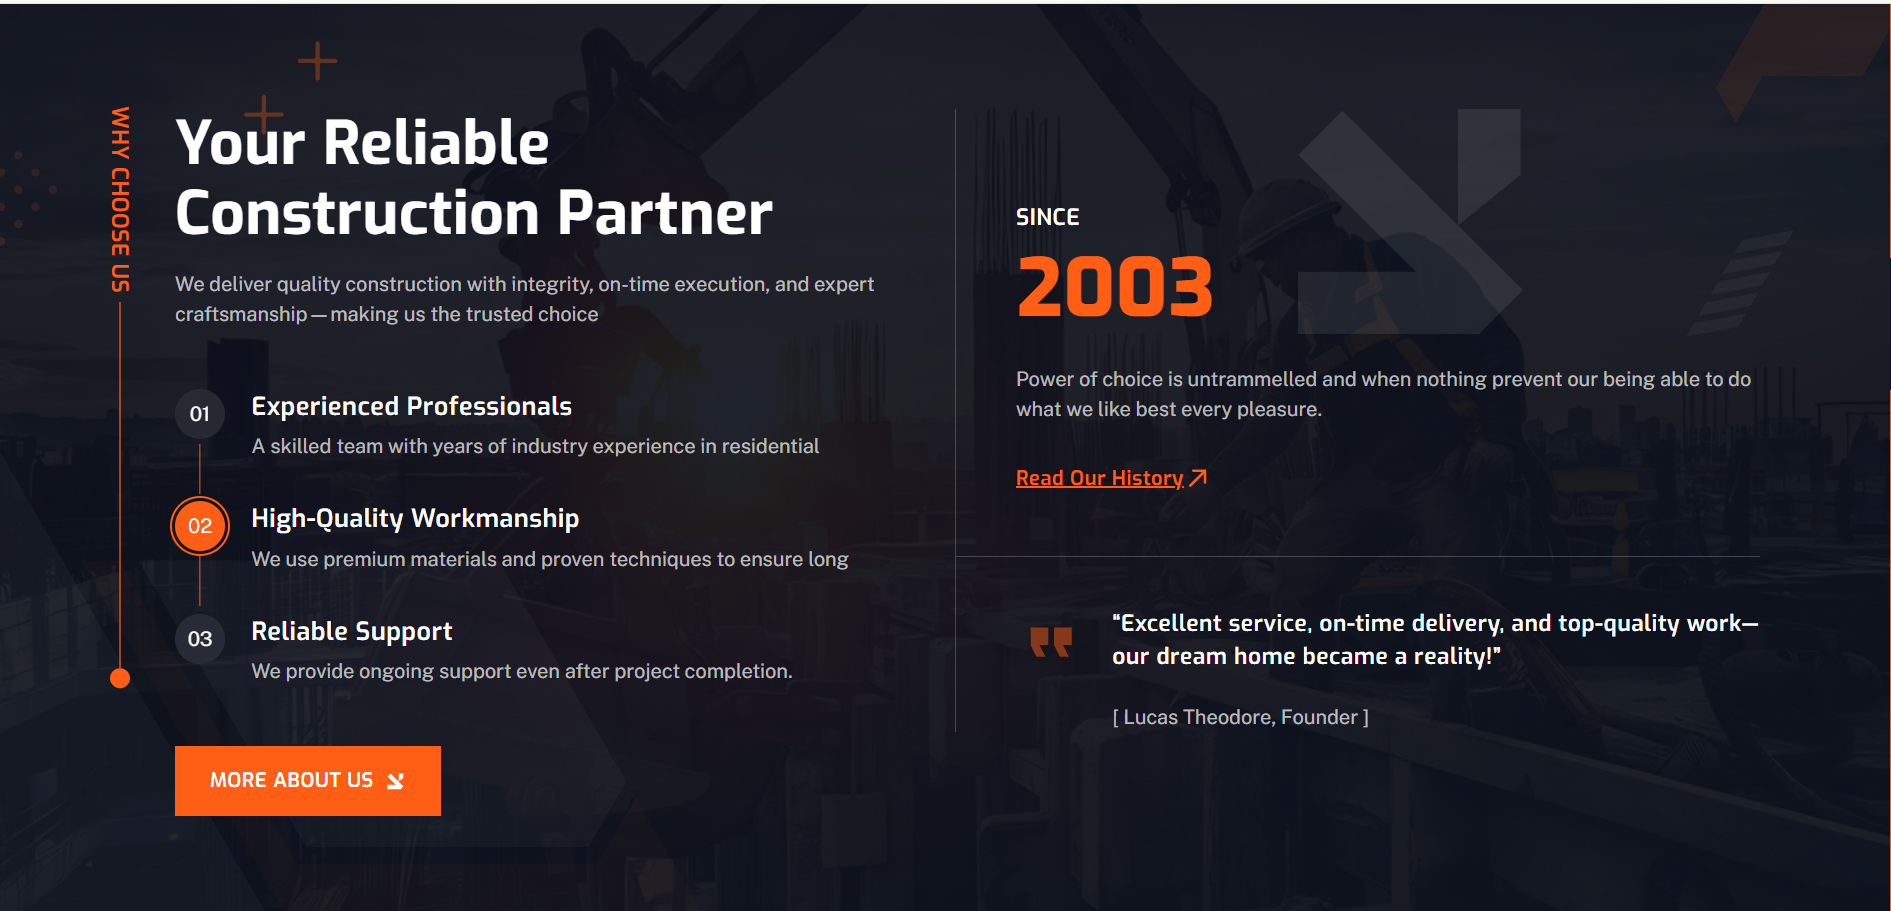 WHY CHOOSE US
Your Reliable
Construction Partner
We deliver quality construction with integrity, on-time execution, and expert
craftsmanship—making us the trusted choice
01
Experienced Professionals
A skilled team with years of industry experience in residential
02
High-Quality Workmanship
We use premium materials and proven techniques to ensure long
03
Reliable Support
We provide ongoing support even after project completion.
MORE ABOUT US
SINCE
2003
Power of choice is untrammelled and when nothing prevent our being able to do
what we like best every pleasure.
Read Our History
“Excellent service, on-time delivery, and top-quality work—
our dream home became a reality!”
[ Lucas Theodore, Founder ]